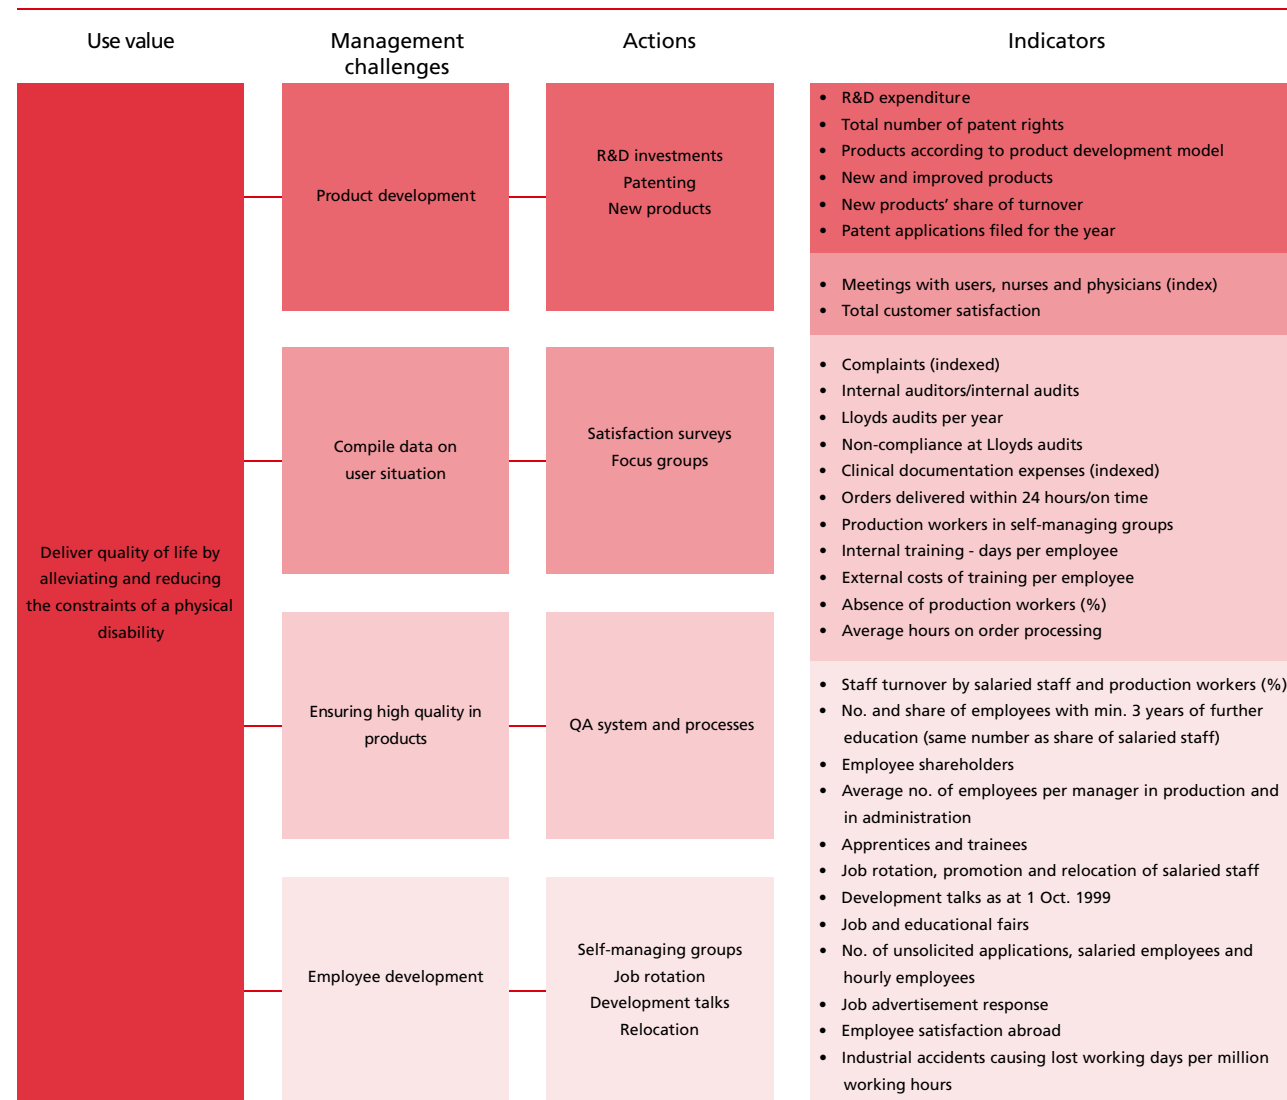 Use value
Management
challenges
Actions
Indicators
Deliver quality of life by
alleviating and reducing
the constraints of a physical
disability
Product development
R&D investments
Patenting
New products
• R&D expenditure
• Total number of patent rights
• Products according to product development model
• New and improved products
• New products’ share of turnover
• Patent applications filed for the year
Compile data on
user situation
Satisfaction surveys
Focus groups
• Meetings with users, nurses and physicians (index)
• Total customer satisfaction
Ensuring high quality in
products
QA system and processes
• Complaints (indexed)
• Internal auditors/internal audits
• Lloyds audits per year
• Non-compliance at Lloyds audits
• Clinical documentation expenses (indexed)
• Orders delivered within 24 hours/on time
• Production workers in self-managing groups
• Internal training - days per employee
• External costs of training per employee
• Absence of production workers (%)
• Average hours on order processing
Employee development
Self-managing groups
Job rotation
Development talks
Relocation
• Staff turnover by salaried staff and production workers (%)
• No. and share of employees with min. 3 years of further
education (same number as share of salaried staff)
• Employee shareholders
• Average no. of employees per manager in production and
in administration
• Apprentices and trainees
• Job rotation, promotion and relocation of salaried staff
• Development talks as at 1 Oct. 1999
• Job and educational fairs
• No. of unsolicited applications, salaried employees and
hourly employees
• Job advertisement response
• Employee satisfaction abroad
• Industrial accidents causing lost working days per million
working hours